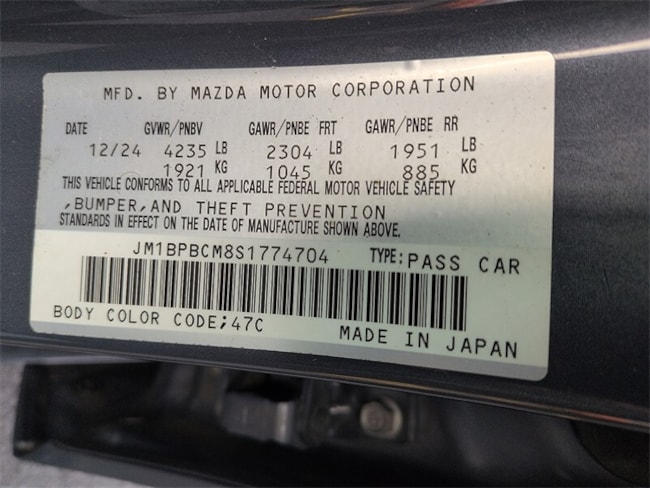 MFD. BY MAZDA MOTOR CORPORATION
DATE GVWR/PNBV GAWR/PNBE FRT GAWR/PNBE RR
12/24 4235 LB 2304 LB 1951 LB
1921 KG 1045 KG 885 KG
THIS VEHICLE CONFORMS TO ALL APPLICABLE FEDERAL MOTOR VEHICLE SAFETY
,BUMPER,AND THEFT PREVENTION
STANDARDS IN EFFECT ON THE DATE OF MANUFACTURE SHOWN ABOVE.
JM1BPBCM8S1774704 TYPE:PASS CAR
BODY COLOR CODE;47C
MADE IN JAPAN